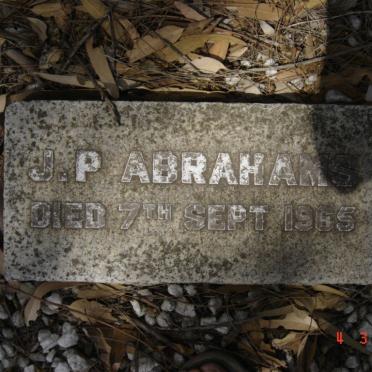 J.P ABRAHAMS
DIED 7TH SEPT 1965
4 3